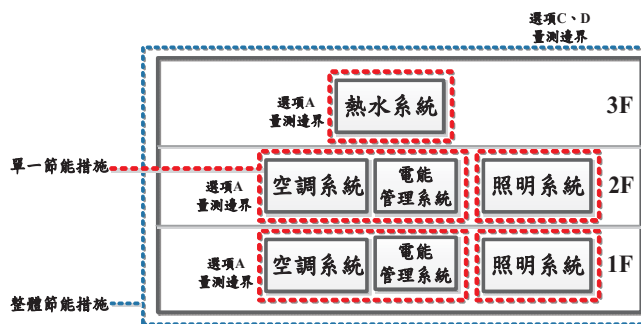 選項C、D
量測邊界
選項A
量測邊界
熱水系統
3F
單一節能措施
選項A
量測邊界
空調系統
電能
管理系統
照明系統
2F
選項A
量測邊界
空調系統
電能
管理系統
照明系統
1F
整體節能措施